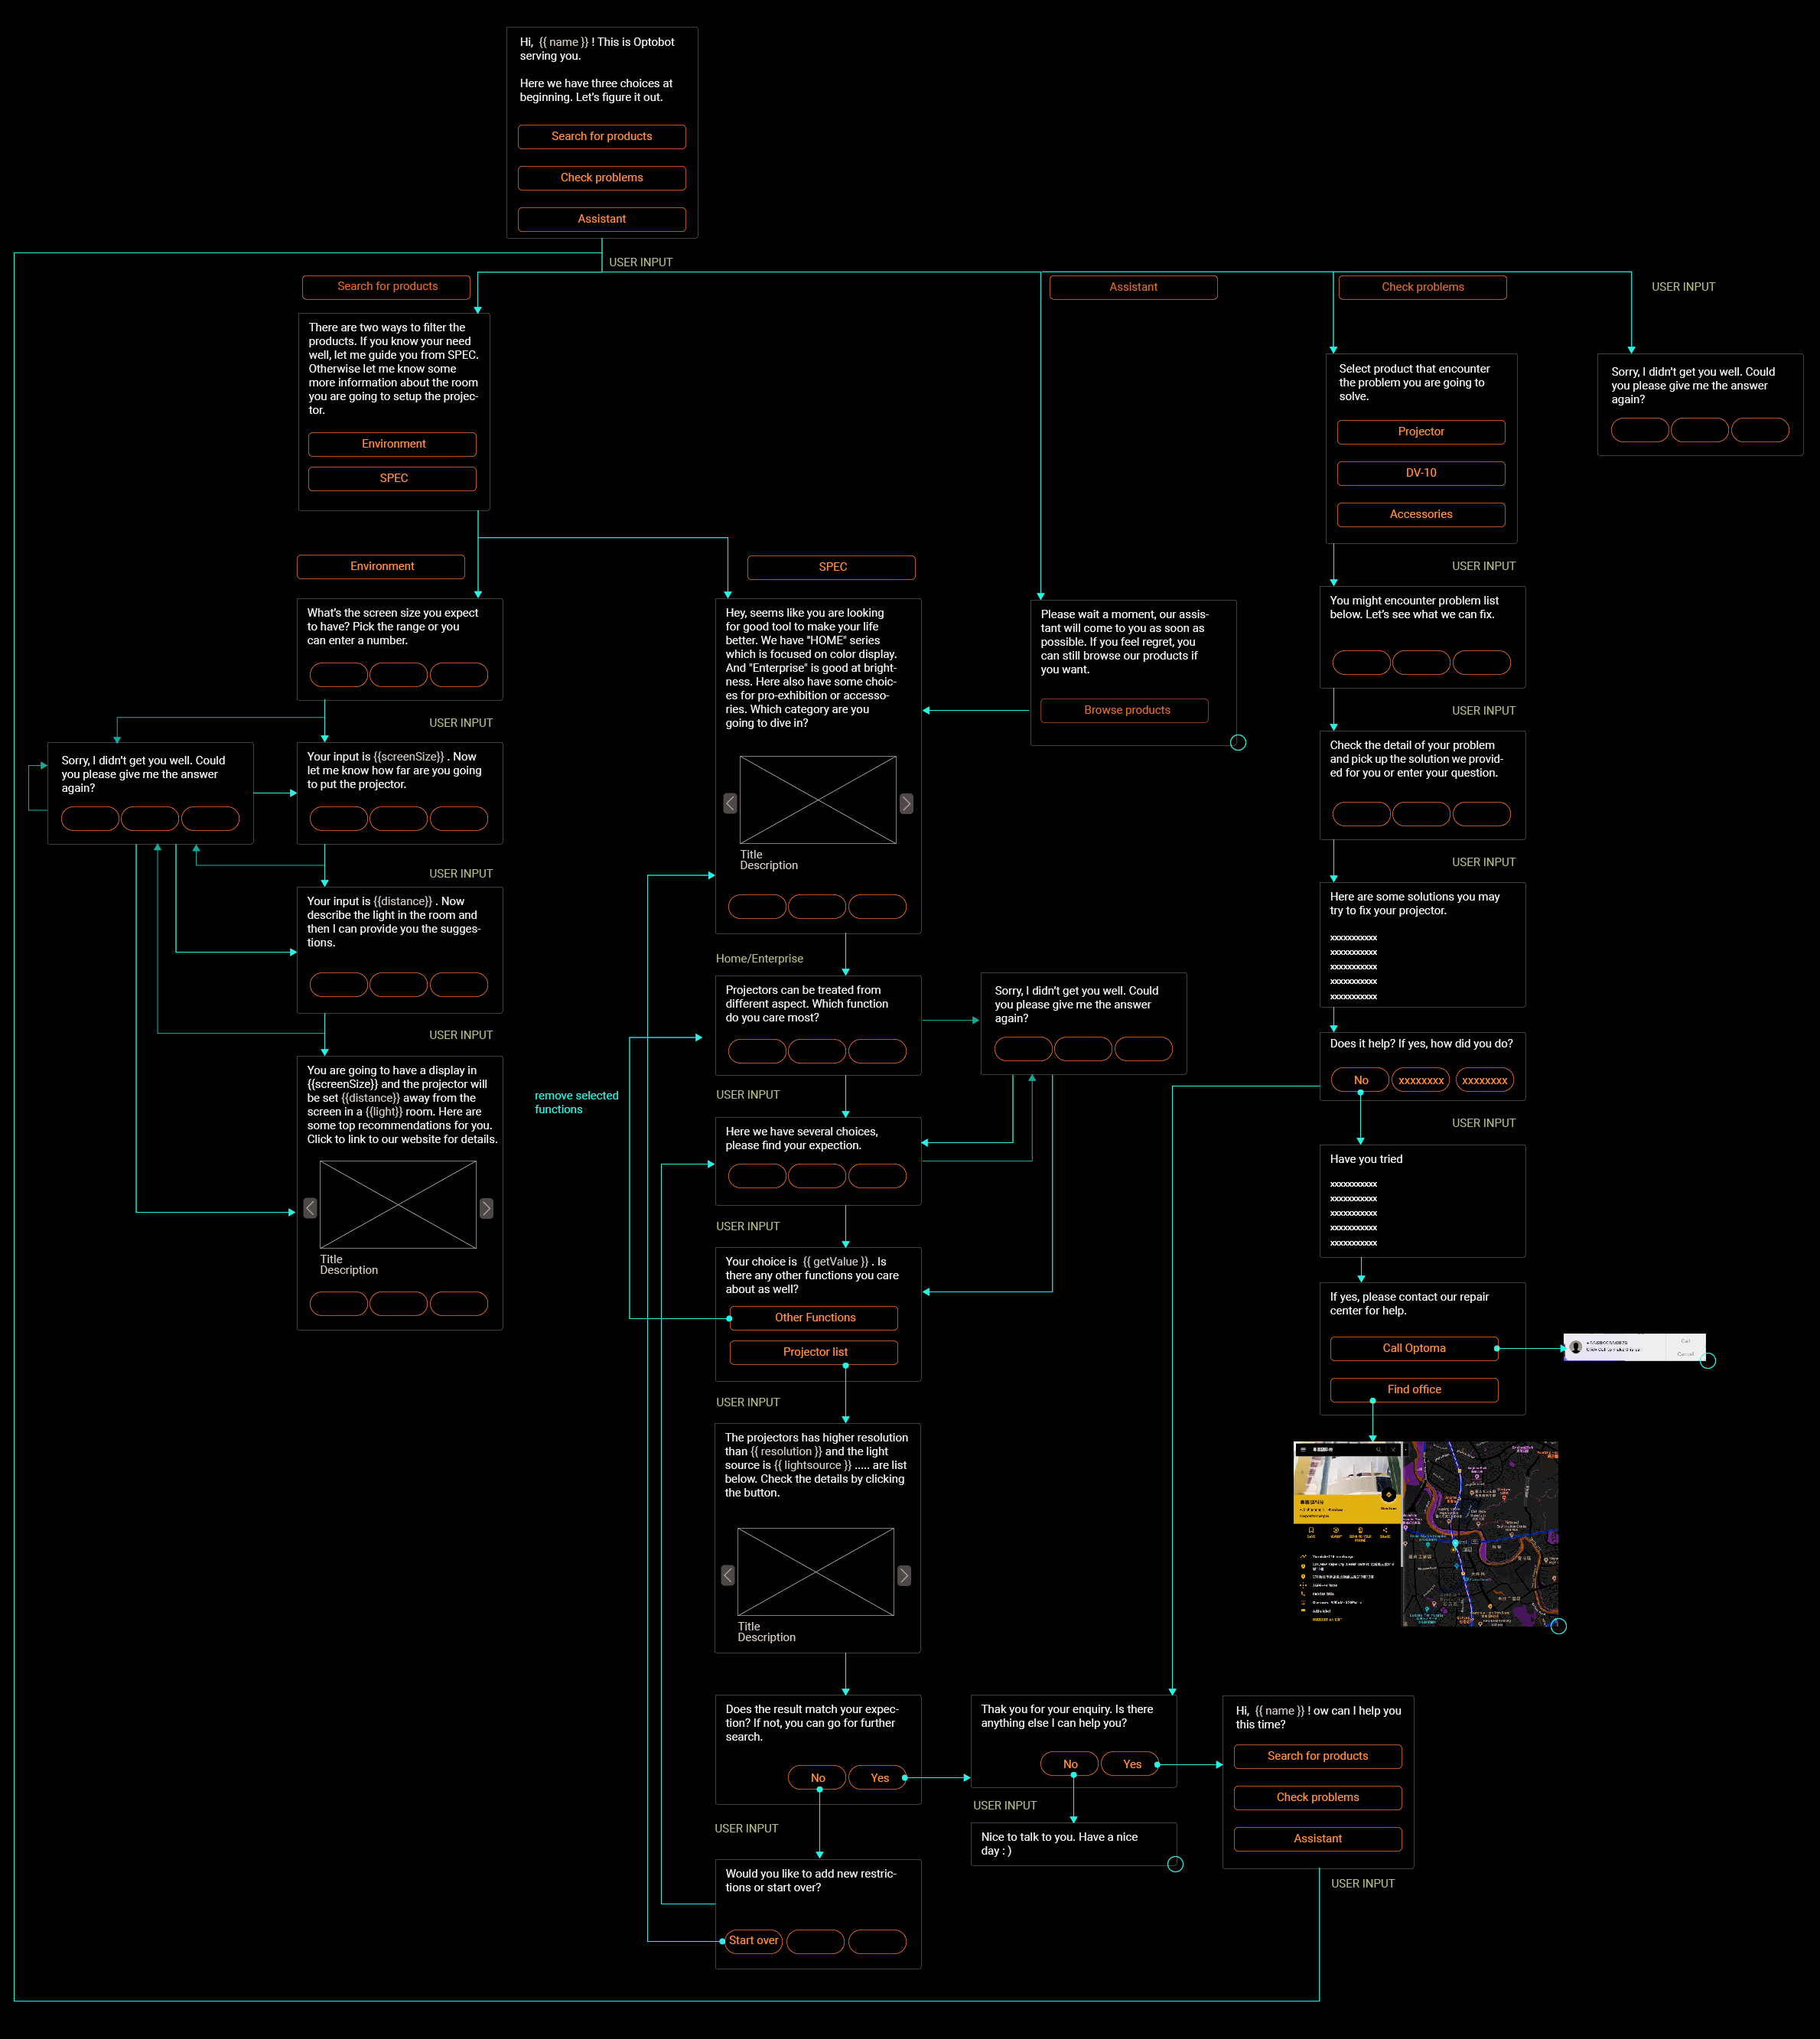 Hi, {{ name }} ! This is Optobot
serving you.
Here we have three choices at
beginning. Let's figure it out.
Search for products
Check problems
Assistant
USER INPUT
Search for products
There are two ways to filter the
products. If you know your need
well, let me guide you from SPEC.
Otherwise let me know some
more information about the room
you are going to setup the projec-
tor.
Environment
SPEC
Environment
What's the screen size you expect
to have? Pick the range or you
can enter a number.
USER INPUT
Sorry, I didn't get you well. Could
you please give me the answer
again?
Your input is {{screenSize}} . Now
let me know how far are you going
to put the projector.
USER INPUT
Your input is {{distance}} . Now
describe the light in the room and
then I can provide you the sugges-
tions.
USER INPUT
You are going to have a display in
{{screenSize}} and the projector will
be set {{distance}} away from the
screen in a {{light}} room. Here are
some top recommendations for you.
Click to link to our website for details.
Title
Description
SPEC
Hey, seems like you are looking
for good tool to make your life
better. We have "HOME" series
which is focused on color display.
And "Enterprise" is good at bright-
ness. Here also have some choic-
es for pro-exhibition or accesso-
ries. Which category are you
going to dive in?
Title
Description
Home/Enterprise
Projectors can be treated from
different aspect. Which function
do you care most?
Sorry, I didn't get you well. Could
you please give me the answer
again?
remove selected
functions
USER INPUT
Here we have several choices,
please find your expection.
USER INPUT
Your choice is {{ getValue }} . Is
there any other functions you care
about as well?
Other Functions
Projector list
USER INPUT
The projectors has higher resolution
than {{ resolution }} and the light
source is {{ lightsource }} ..... are list
below. Check the details by clicking
the button.
Title
Description
Does the result match your expec-
tion? If not, you can go for further
search.
No
Yes
USER INPUT
Would you like to add new restric-
tions or start over?
Start over
Thak you for your enquiry. Is there
anything else I can help you?
No
Yes
USER INPUT
Nice to talk to you. Have a nice
day : )
Hi, {{ name }} ! ow can I help you
this time?
Search for products
Check problems
Assistant
USER INPUT
Assistant
Please wait a moment, our assis-
tant will come to you as soon as
possible. If you feel regret, you
can still browse our products if
you want.
Browse products
Check problems
Select product that encounter
the problem you are going to
solve.
Projector
DV-10
Accessories
USER INPUT
You might encounter problem list
below. Let's see what we can fix.
USER INPUT
Check the detail of your problem
and pick up the solution we provid-
ed for you or enter your question.
USER INPUT
Here are some solutions you may
try to fix your projector.
xxxxxxxxxxx
xxxxxxxxxxx
xxxxxxxxxxx
xxxxxxxxxxx
xxxxxxxxxxx
Does it help? If yes, how did you do?
No
xxxxxxxx
xxxxxxxx
USER INPUT
Have you tried
xxxxxxxxxxx
xxxxxxxxxxx
xxxxxxxxxxx
xxxxxxxxxxx
xxxxxxxxxxx
If yes, please contact our repair
center for help.
Call Optoma
Find office
Call
Cancel
USER INPUT
Sorry, I didn't get you well. Could
you please give me the answer
again?